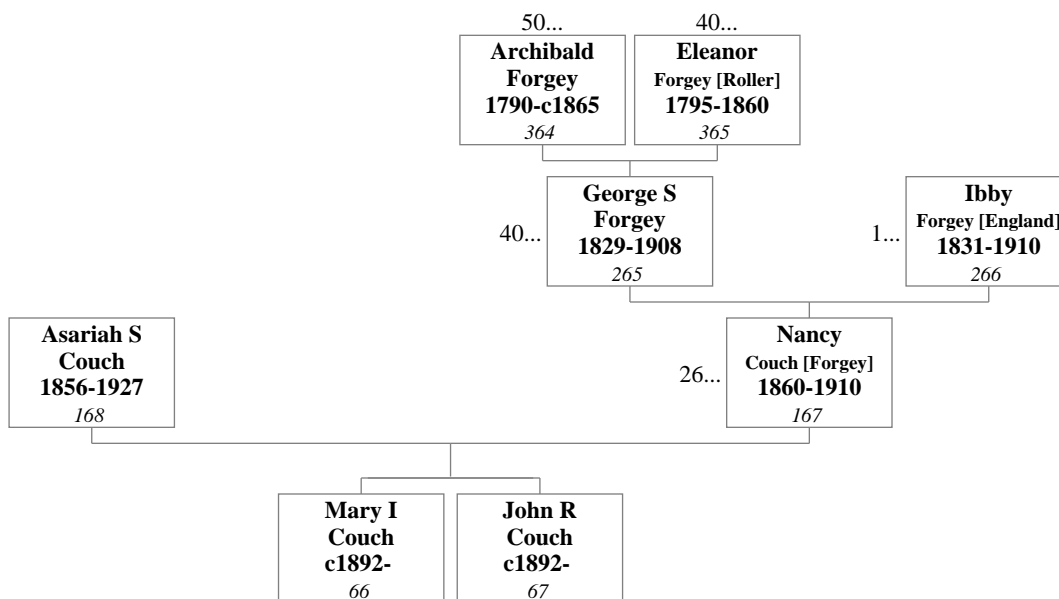 50...
40...
Archibald
Forgey
1790-c1865
364
Eleanor
Forgey [Roller]
1795-1860
365
40...
George S
Forgey
1829-1908
265
1...
Ibby
Forgey [England]
1831-1910
266
Asariah S
Couch
1856-1927
168
26...
Nancy
Couch [Forgey]
1860-1910
167
Mary I
Couch
c1892-
66
John R
Couch
c1892-
67